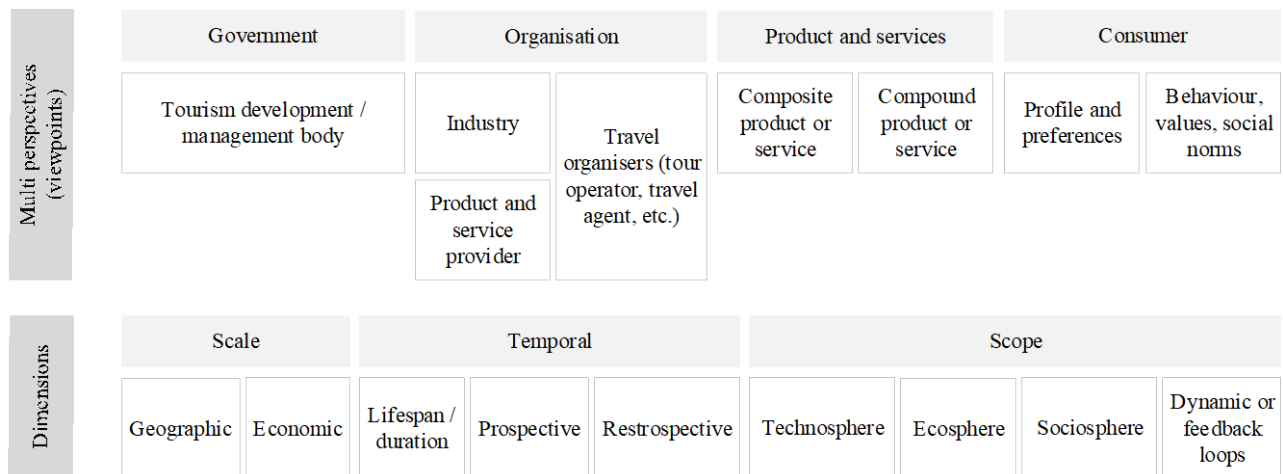 Multi perspectives
(viewpoints)
Government
Organisation
Product and services
Consumer
Tourism development /
management body
Industry
Product and
service
provider
Travel
organisers (tour
operator, travel
agent, etc.)
Composite
product or
service
Compound
product or
service
Profile and
preferences
Behaviour,
values, social
norms
Dimensions
Scale
Temporal
Scope
Geographic
Economic
Lifespan /
duration
Prospective
Restrospective
Technosphere
Ecosphere
Sociosphere
Dynamic or
feedback
loops